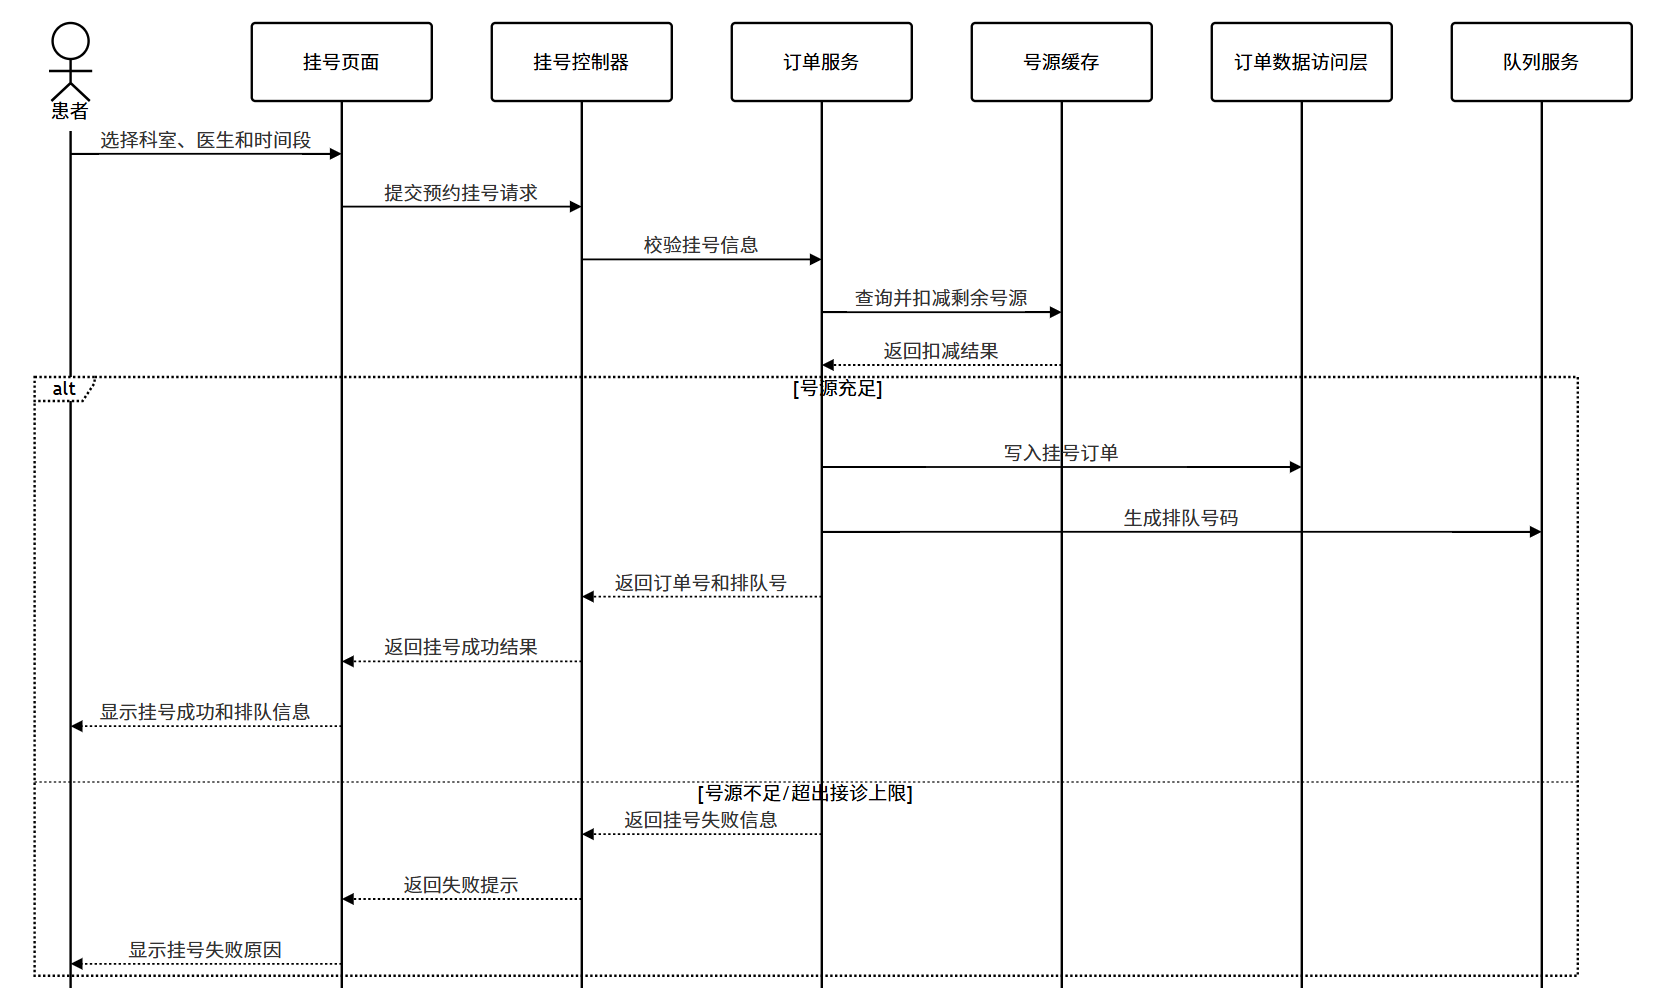 患者
挂号页面
挂号控制器
订单服务
号源缓存
订单数据访问层
队列服务
选择科室、医生和时间段
提交预约挂号请求
校验挂号信息
查询并扣减剩余号源
返回扣减结果
alt
[号源充足]
写入挂号订单
生成排队号码
返回订单号和排队号
返回挂号成功结果
显示挂号成功和排队信息
[号源不足/超出接诊上限]
返回挂号失败信息
返回失败提示
显示挂号失败原因